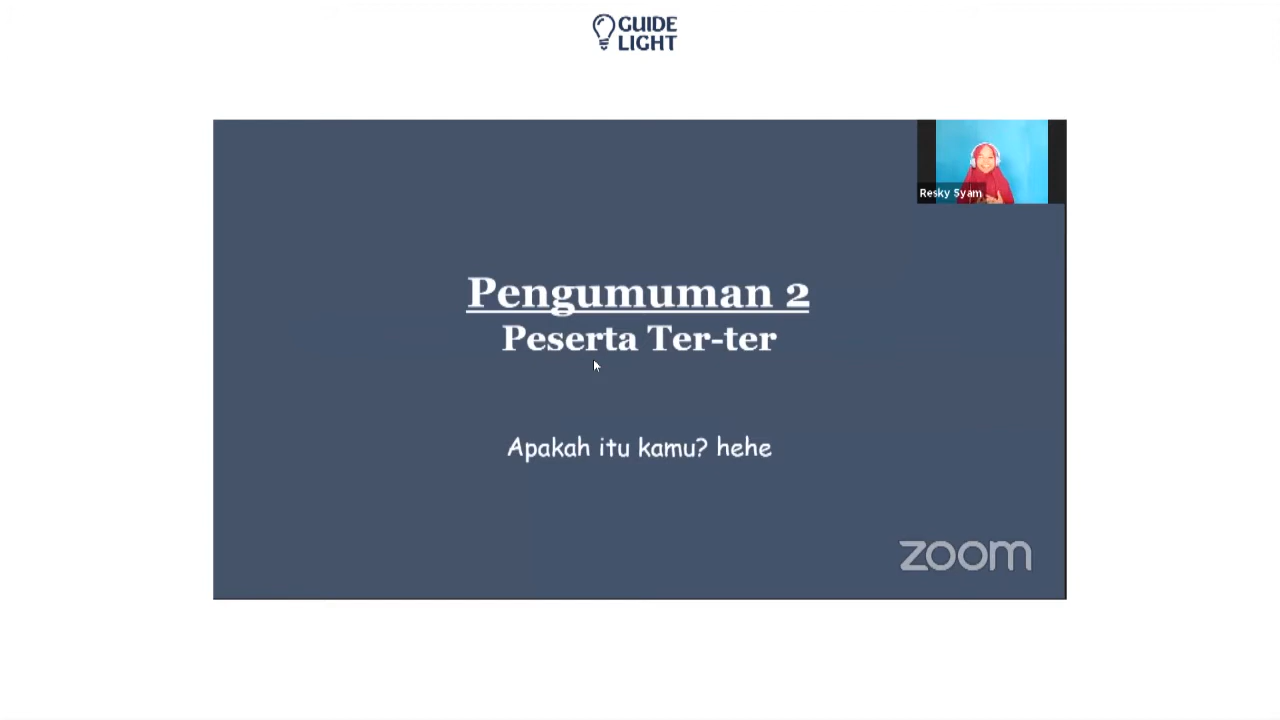 GUIDE
LIGHT
Resky Syam
Pengumuman 2
Peserta Ter-ter
Apakah itu kamu? hehe
zoom